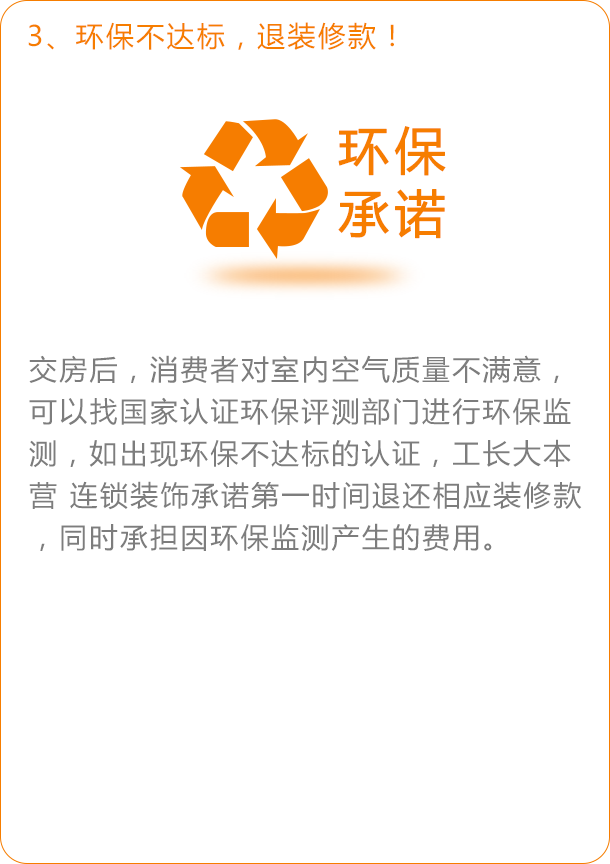 3、环保不达标，退装修款！
环保
承诺
交房后，消费者对室内空气质量不满意，
可以找国家认证环保评测部门进行环保监
测，如出现环保不达标的认证，工长大本
营 连锁装饰承诺第一时间退还相应装修款
，同时承担因环保监测产生的费用。